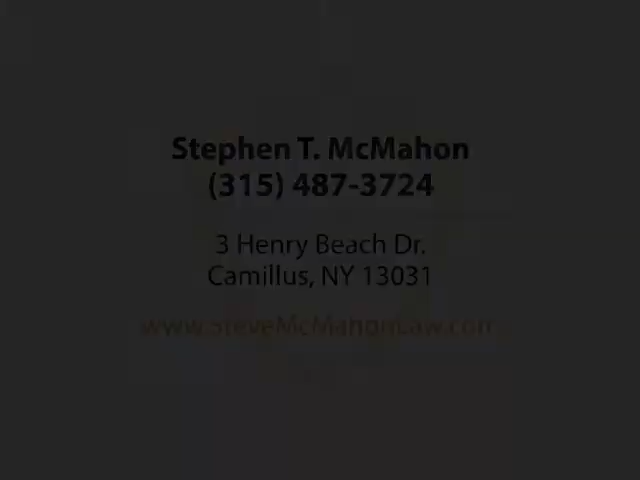 Stephen T. McMahon
(315) 487-3724
3 Henry Beach Dr.
Camillus, NY 13031
www.SteveMcMahonLaw.com